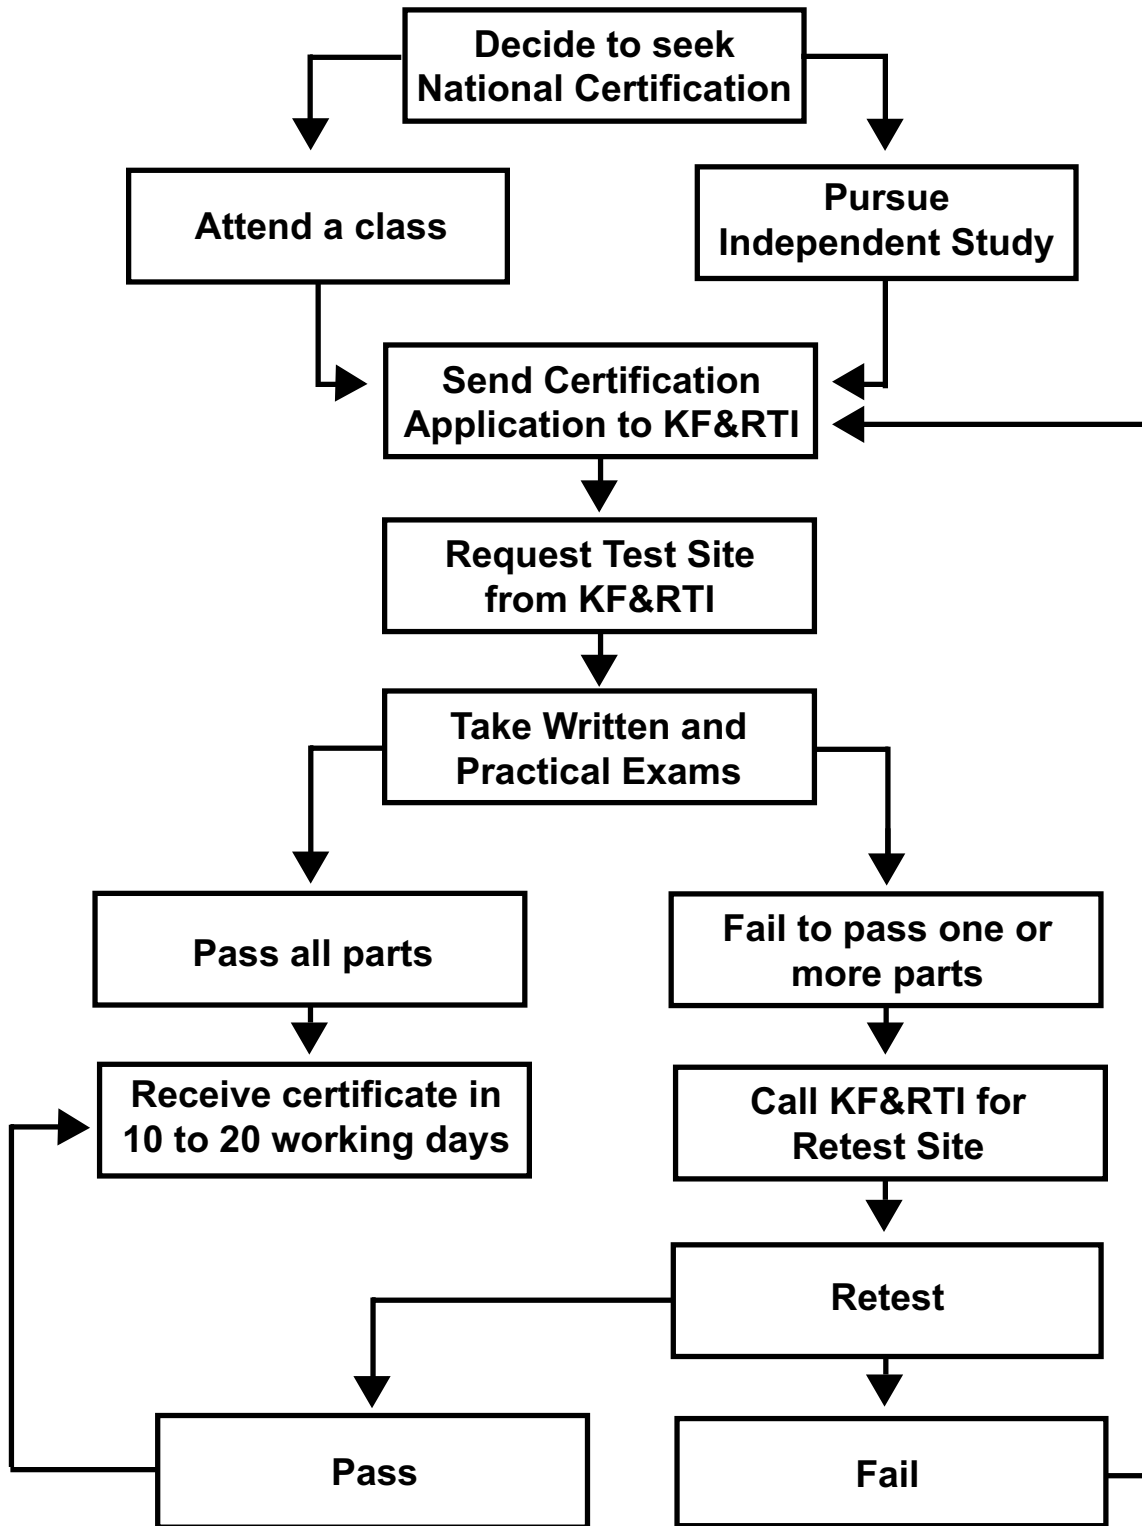 Decide to seek
National Certification
Attend a class
Pursue
Independent Study
Send Certification
Application to KF&RTI
Request Test Site
from KF&RTI
Take Written and
Practical Exams
Pass all parts
Fail to pass one or
more parts
Receive certificate in
10 to 20 working days
Call KF&RTI for
Retest Site
Retest
Pass
Fail